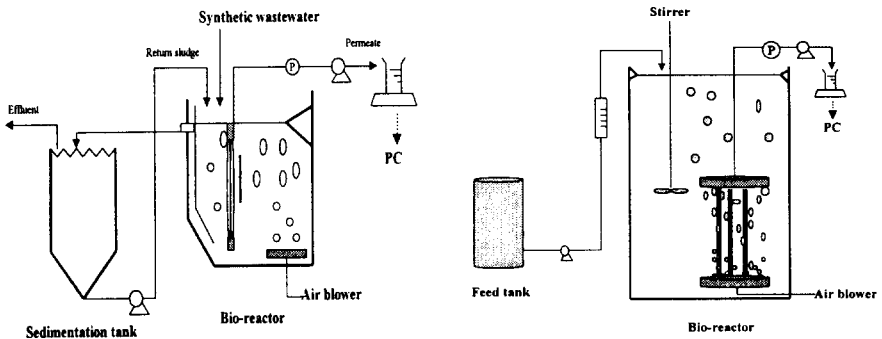 Synthetic wastewater
Return sludge
P
Permeate
Effluent
PC
Air blower
Bio-reactor
Sedimentation tank
Stirrer
P
PC
Feed tank
Air blower
Bio-reactor